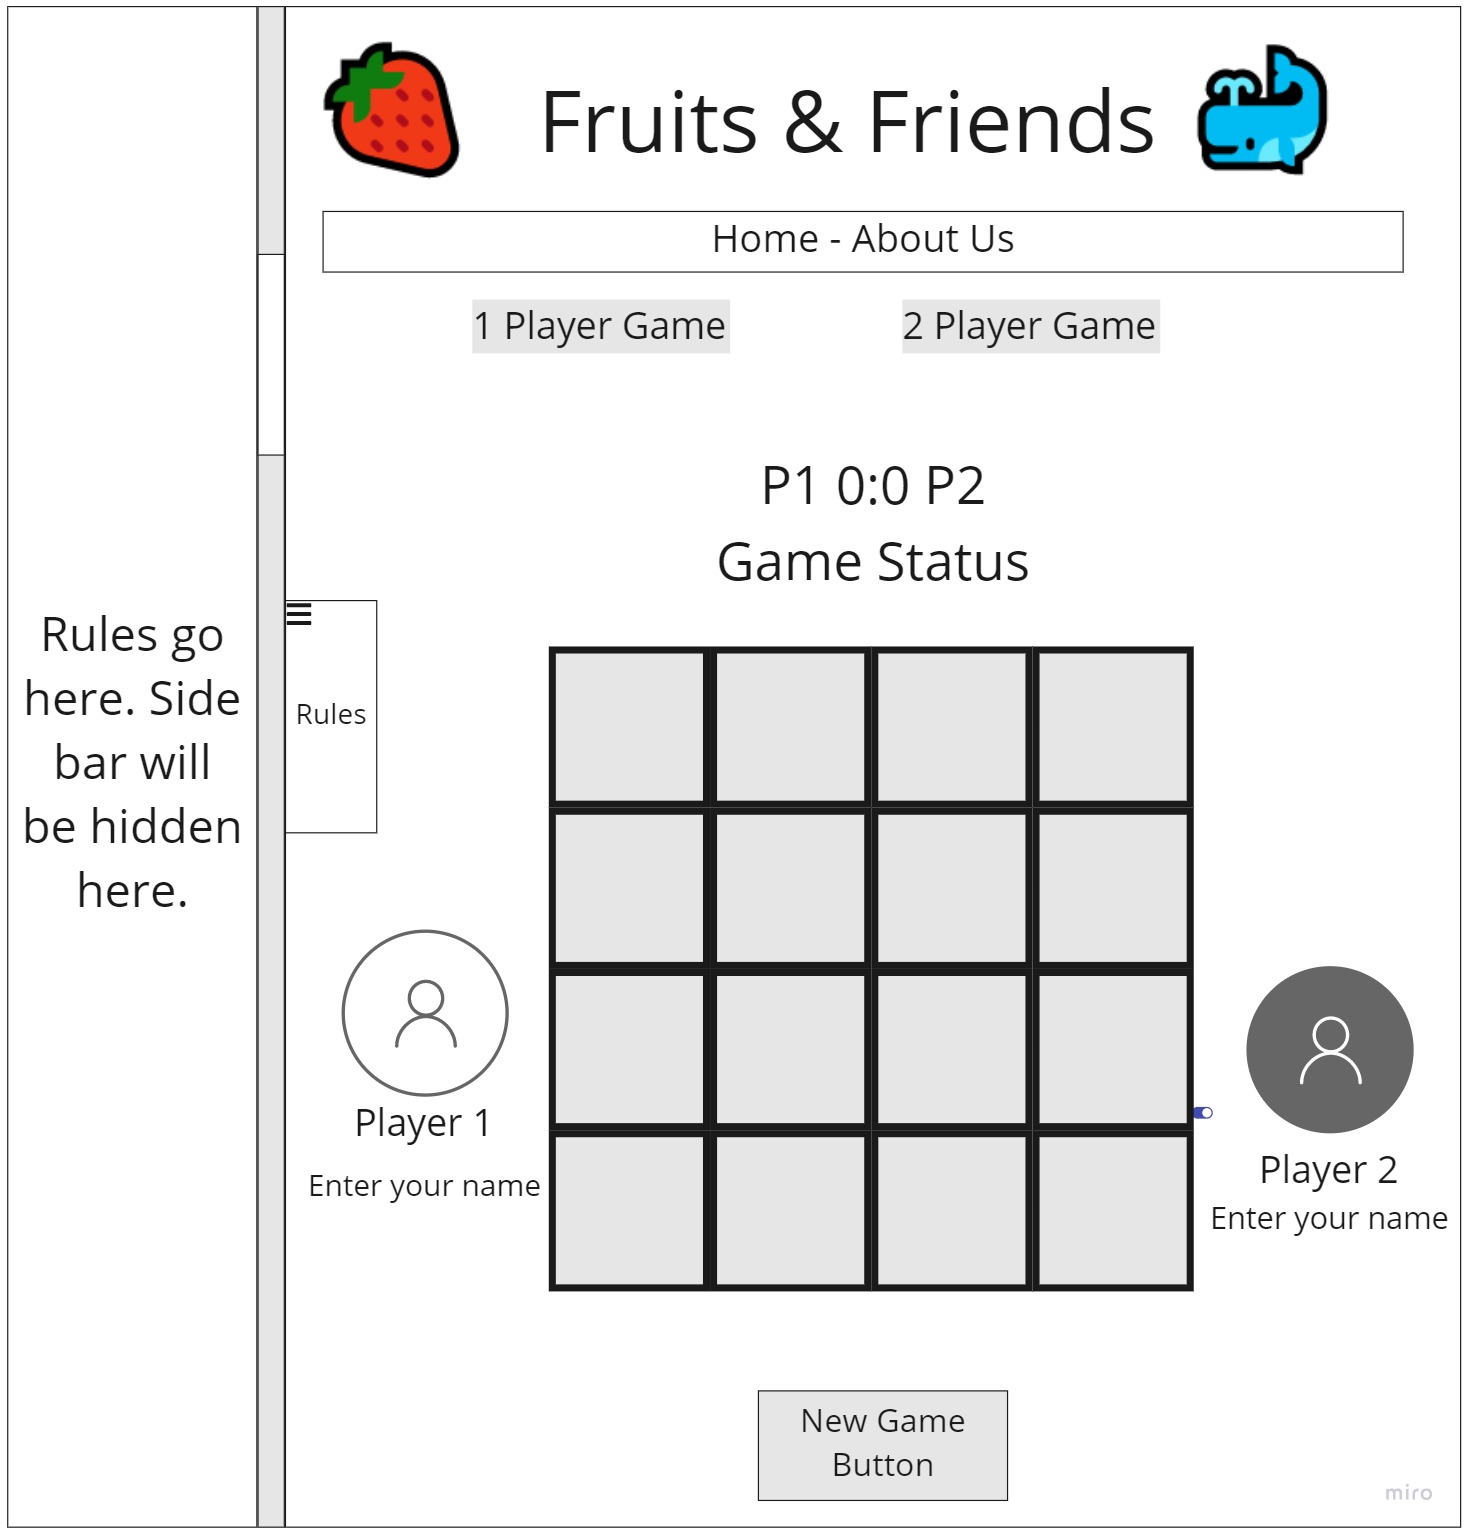 Fruits & Friends
Home - About Us
1 Player Game
2 Player Game
P1 0:0 P2
Game Status
Rules go
here. Side
bar will
be hidden
here.
Rules
Player 1
Enter your name
Player 2
Enter your name
New Game
Button
miro